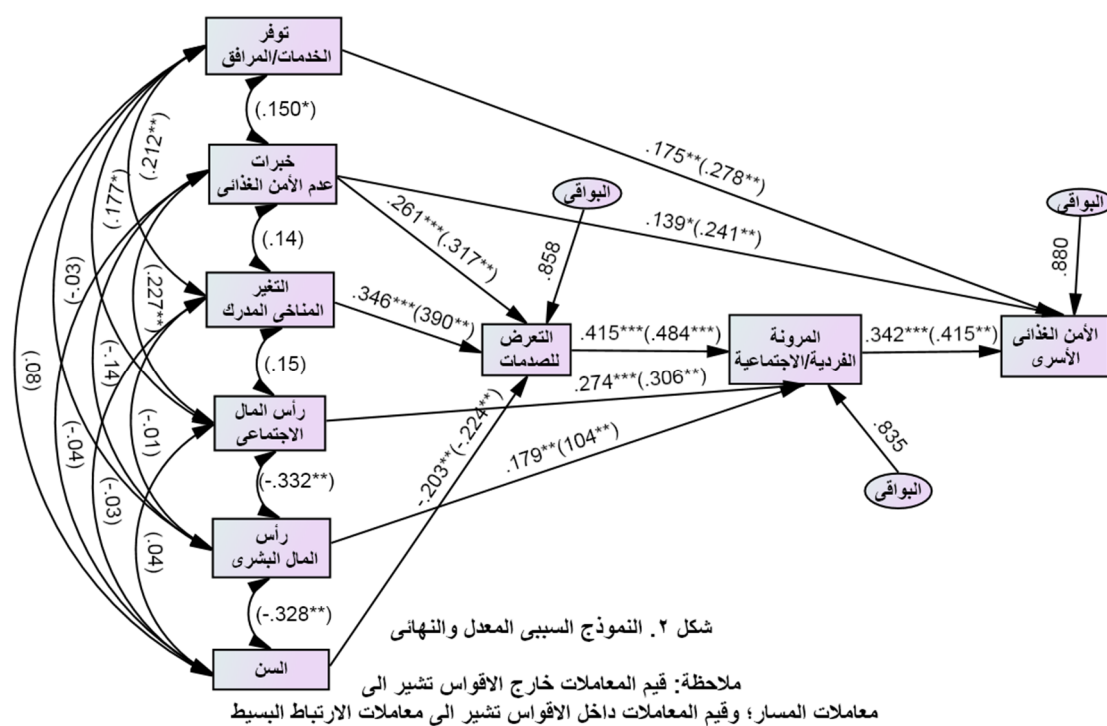 توفر
الخدمات/المرافق
(.150*)
(.212**)
(.177*)
.175**(.278**)
خبرات
عدم الأمن الغذائى
البواقى
البواقى
.261***(.317**)
.139*(.241**)
.858
.880
(.14)
(-.03)
(.227**)
التغير
المناخى المدرك
.346***(390**)
التعرض
للصدمات
.415***(.484***)
المرونة
الفردية/الاجتماعية
.342***(.415**)
الأمن الغذائى
الأسرى
(.15)
(.08)
(-.14)
.274***(.306**)
رأس المال
الاجتماعى
(-.01)
(-.04)
-.203**(-.224**)
.179**(104**)
.835
البواقى
(-.332**)
(-.03)
(.04)
رأس
المال البشرى
(-.328**)
السن
شكل ٢. النموذج السببى المعدل والنهائى
ملاحظة: قيم المعاملات خارج الاقواس تشير الى
معاملات المسار؛ وقيم المعاملات داخل الاقواس تشير الى معاملات الارتباط البسيط